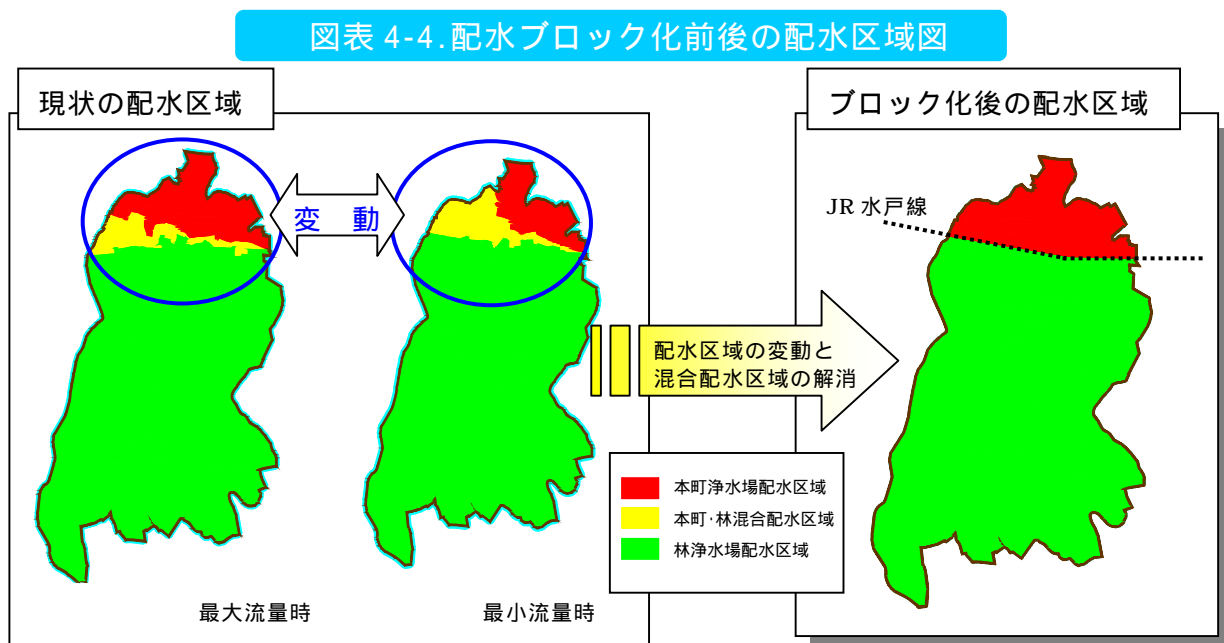 図表 4-4.配水ブロック化前後の配水区域図
現状の配水区域
変 動
最大流量時
最小流量時
配水区域の変動と
混合配水区域の解消
本町浄水場配水区域
本町･林混合配水区域
林浄水場配水区域
ブロック化後の配水区域
JR 水戸線